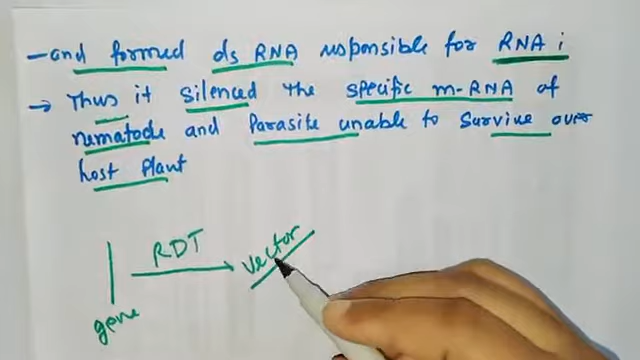 - and formed ds RNA responsible for RNA i
→ Thus it silenced the specific m-RNA of
nematode and Parasite unable to Survive over
host Plant
RDT
vector
gene